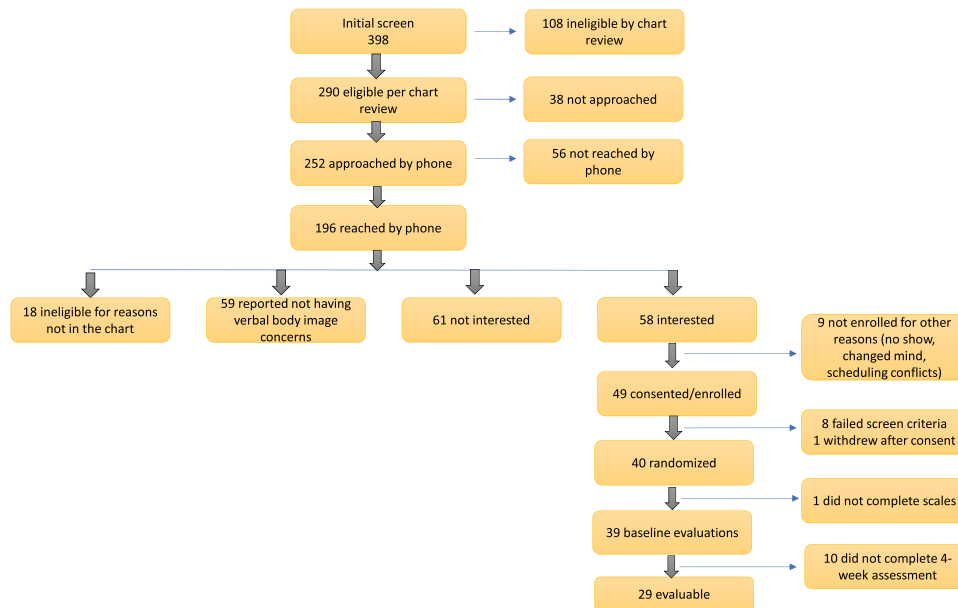 Initial screen
398
108 ineligible by chart
review
290 eligible per chart
review
38 not approached
252 approached by phone
56 not reached by
phone
196 reached by phone
18 ineligible for reasons
not in the chart
59 reported not having
verbal body image
concerns
61 not interested
58 interested
9 not enrolled for other
reasons (no show,
changed mind,
scheduling conflicts)
49 consented/enrolled
8 failed screen criteria
1 withdrew after consent
40 randomized
1 did not complete scales
39 baseline evaluations
10 did not complete 4-
week assessment
29 evaluable